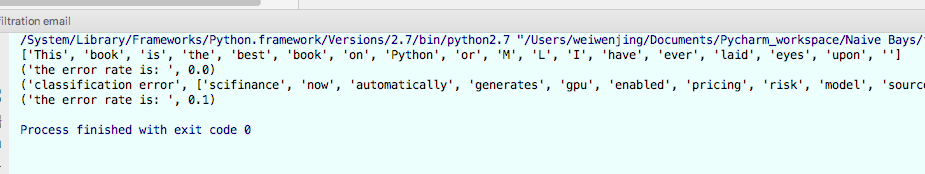 filtration email
/System/Library/Frameworks/Python.framework/Versions/2.7/bin/python2.7 "/Users/weiwenjing/Documents/Pycharm_workspace/Naive Bays/
['This', 'book', 'is', 'the', 'best', 'book', 'on', 'Python', 'or', 'M', 'L', 'I', 'have', 'ever', 'laid', 'eyes', 'upon', '']
('the error rate is: ', 0.0)
('classification error', ['scifinance', 'now', 'automatically', 'generates', 'gpu', 'enabled', 'pricing', 'risk', 'model', 'source
('the error rate is: ', 0.1)
Process finished with exit code 0